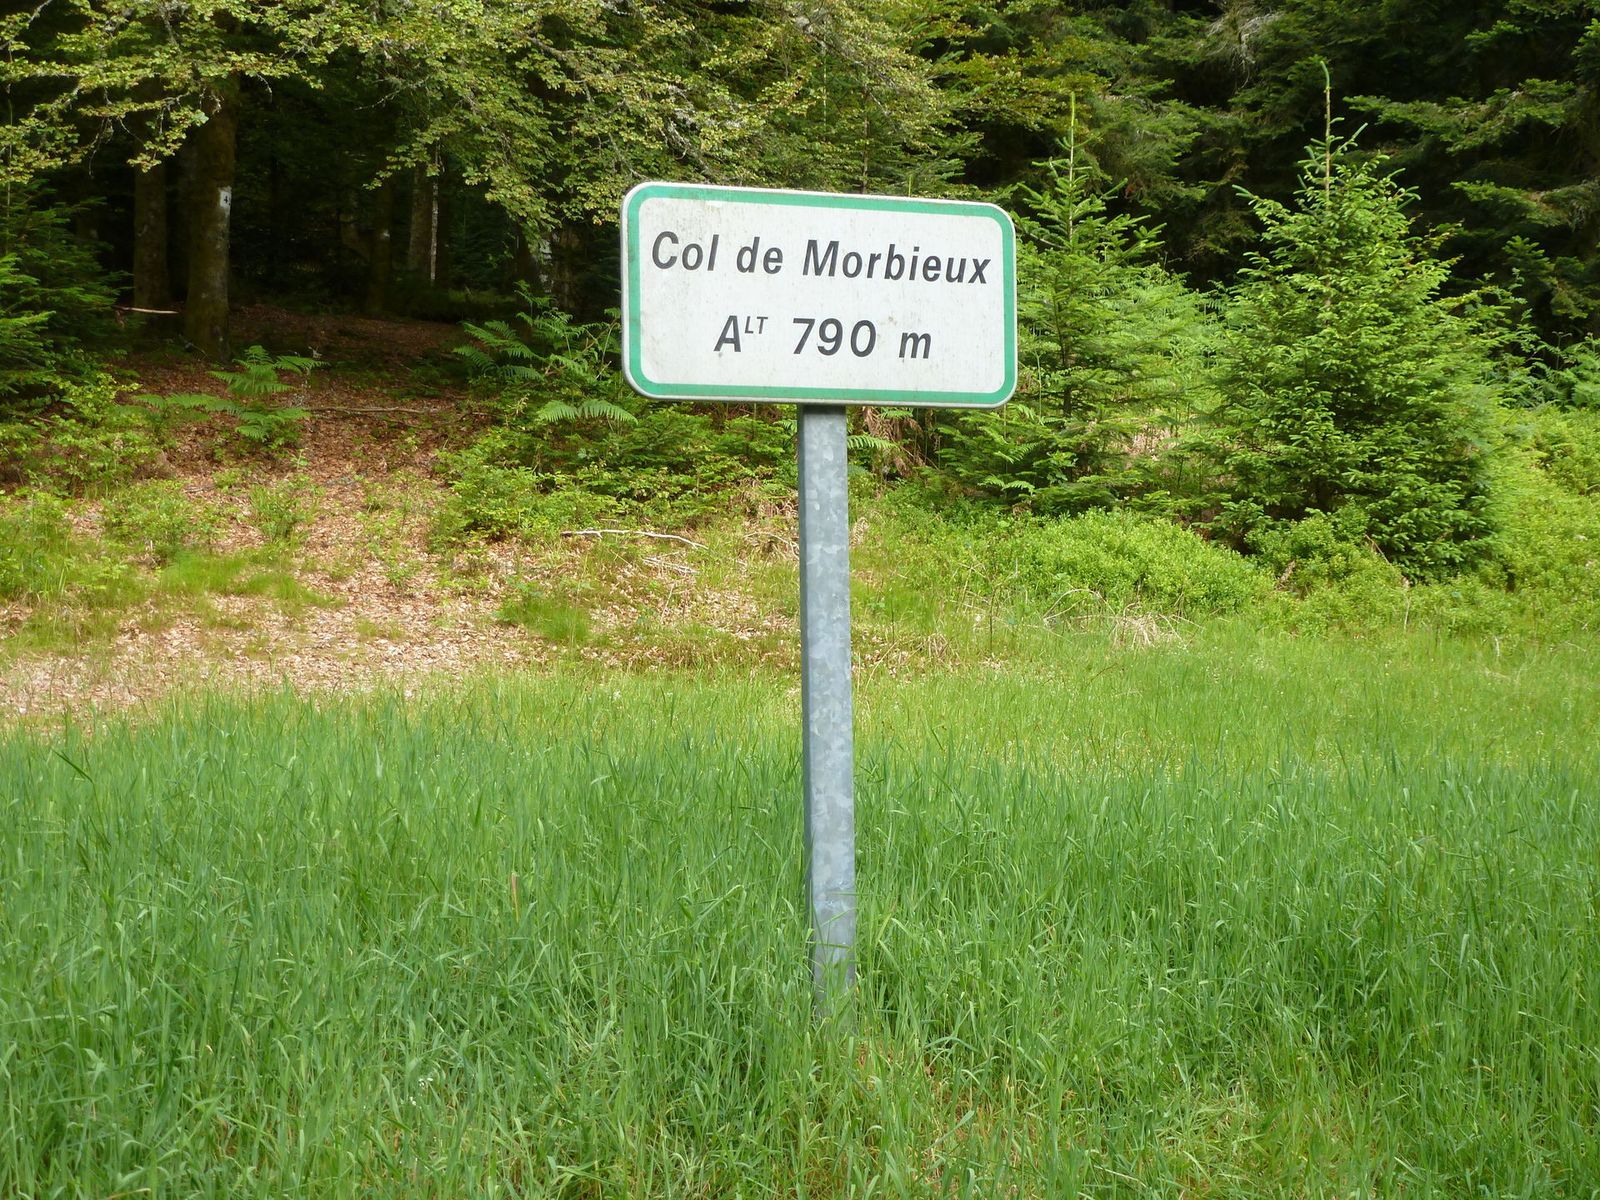 Col de Morbieux
ALT 790 m